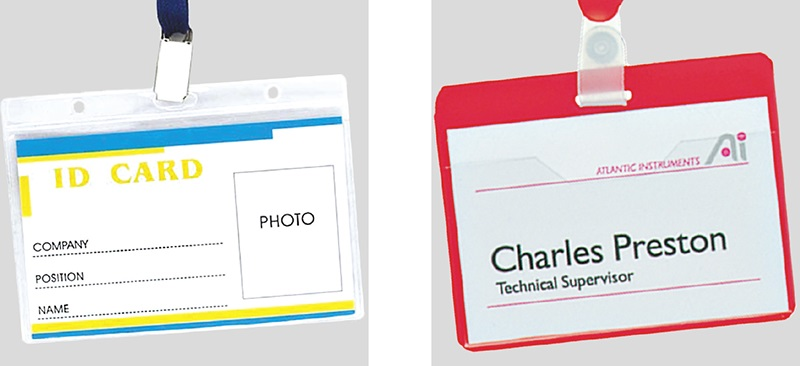 ID CARD
PHOTO
COMPANY
POSITION
NAME
ATLANTIC INSTRUMENTS Ai
Charles Preston
Technical Supervisor